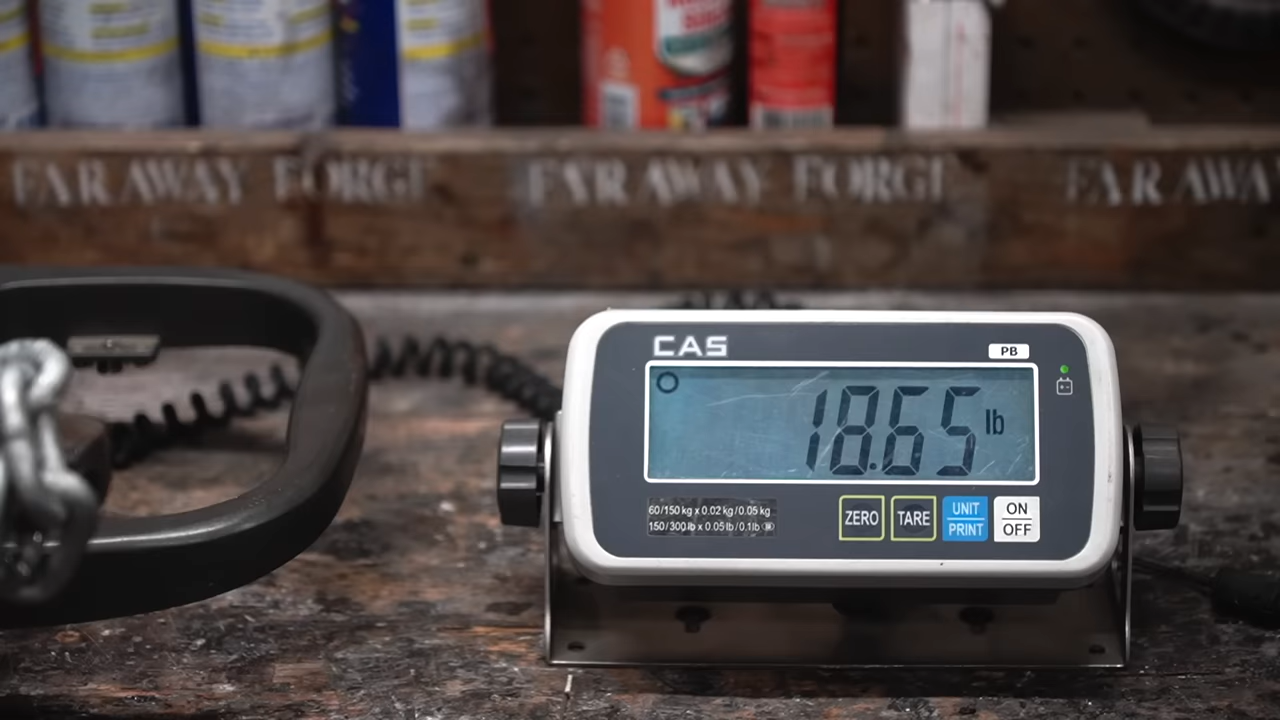 FARAWAY FORGE FARAWAY FORGE FARAWA
CAS
PB
18.65 lb
60/150 kg x 0.02 kg/0.05 kg
150/300 lb x 0.05 lb/0.1 lb
ZERO TARE UNIT PRINT ON OFF